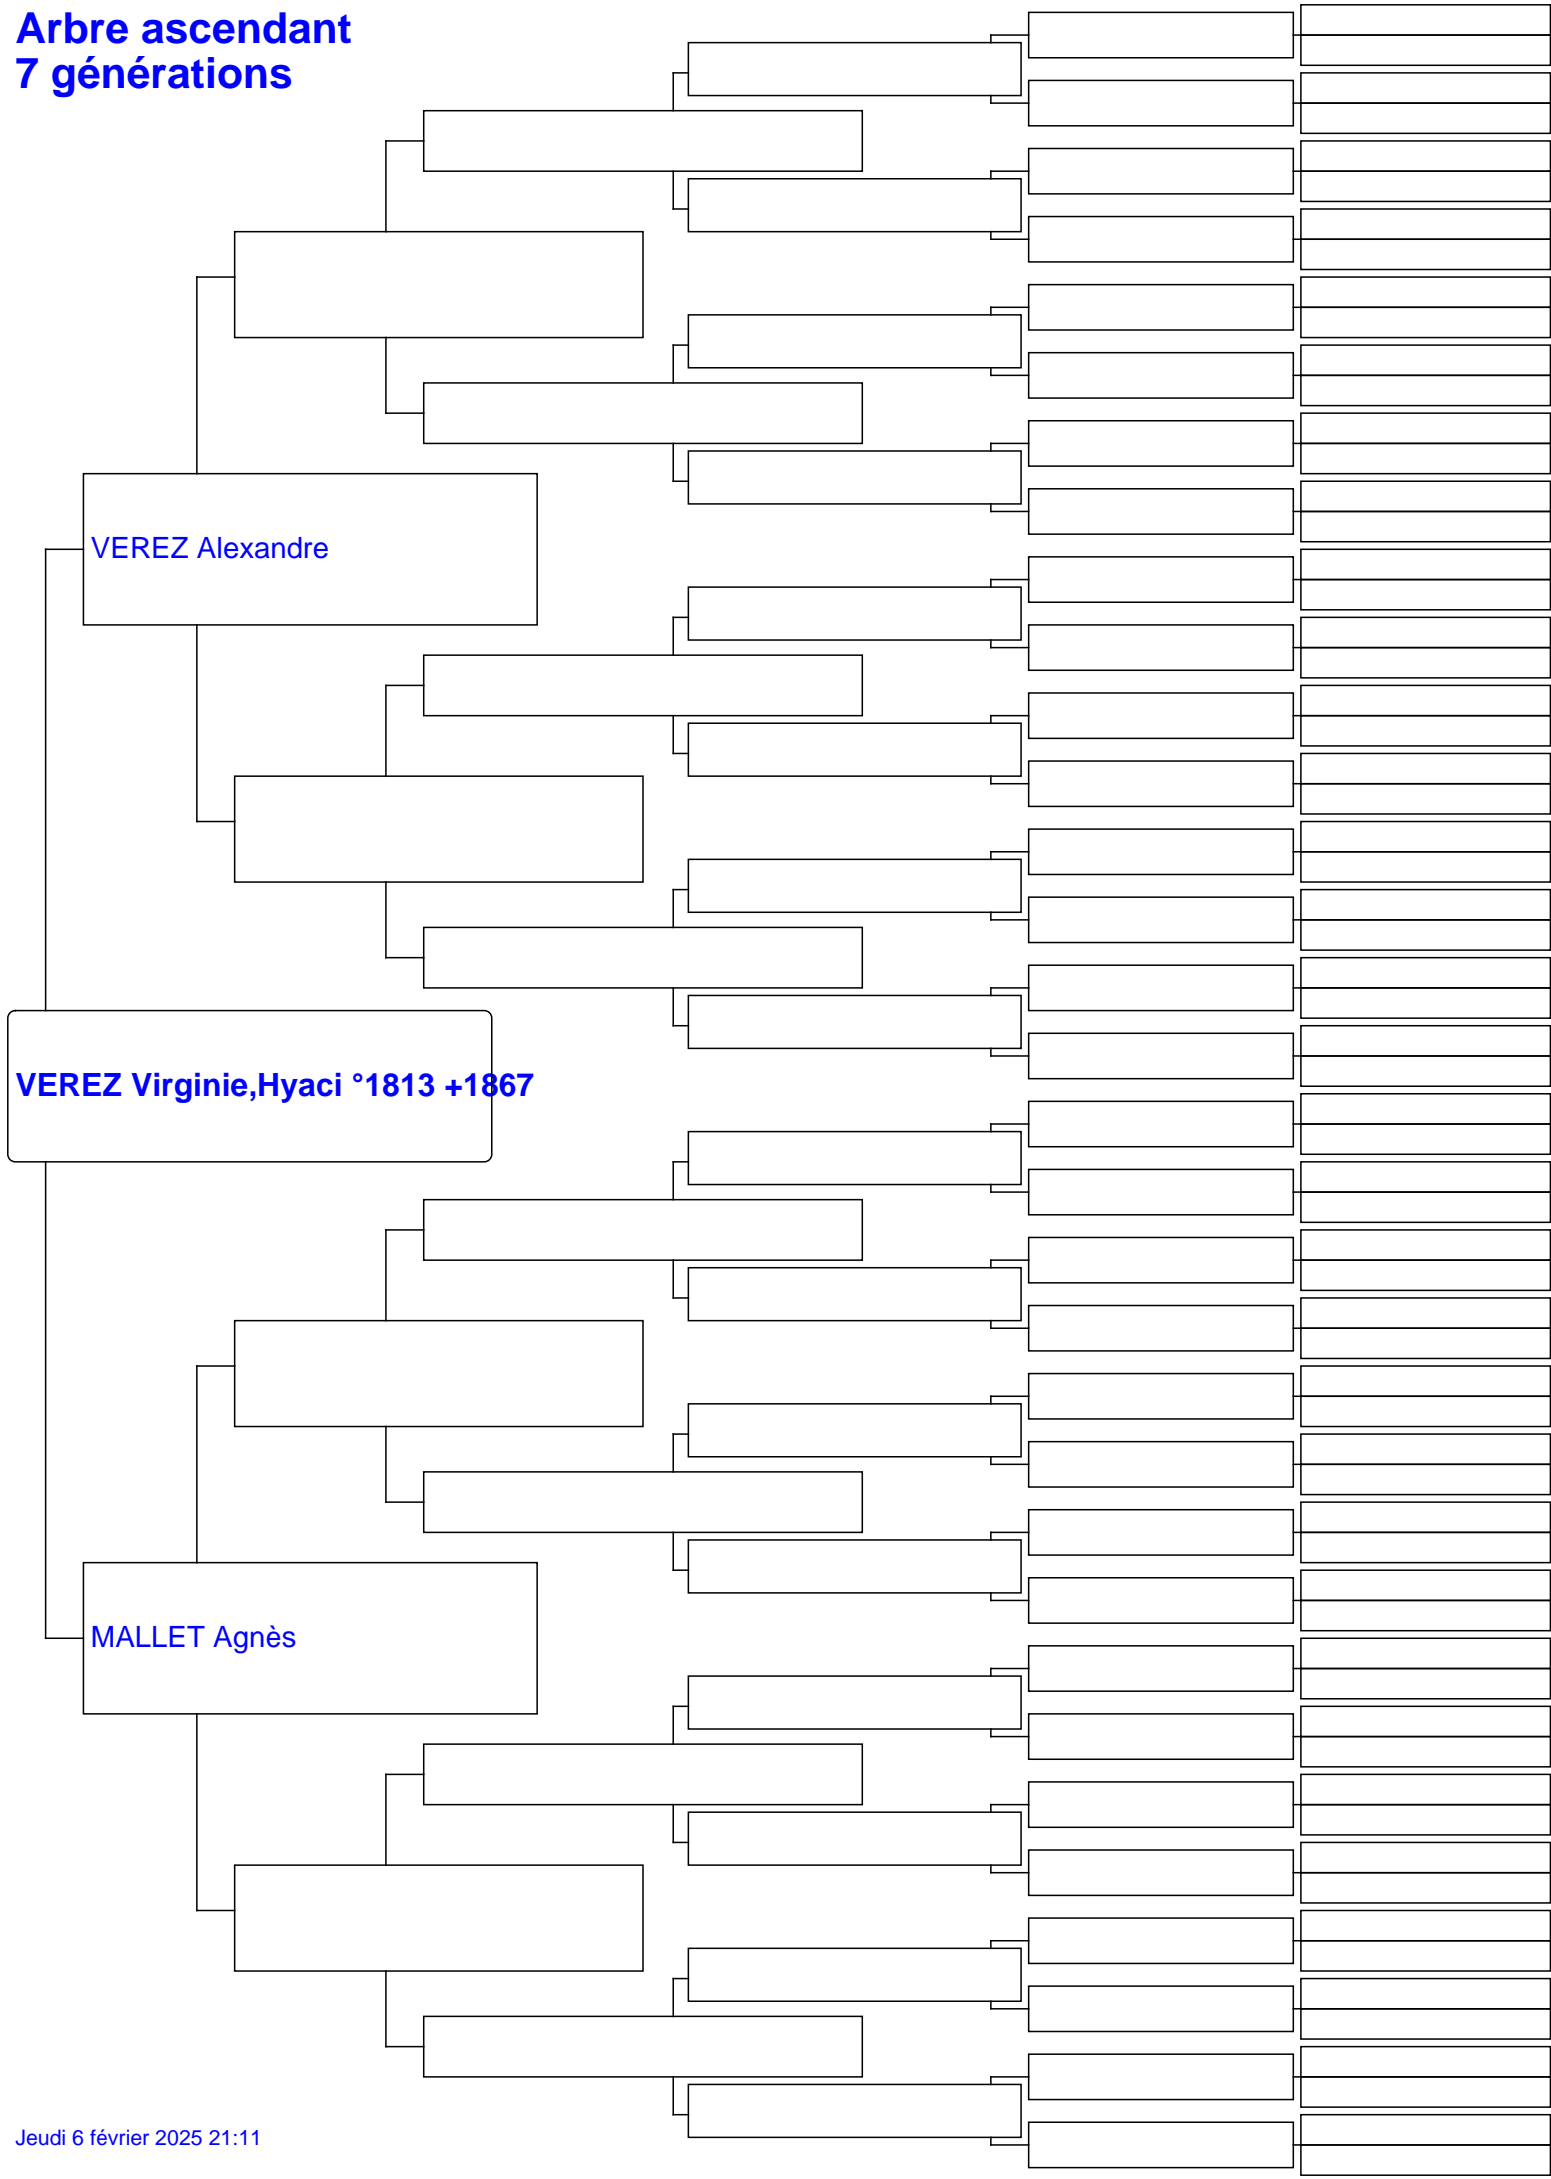 Arbre ascendant
7 générations
VEREZ Alexandre
VEREZ Virginie,Hyaci °1813 +1867
MALLET Agnès
Jeudi 6 février 2025 21:11